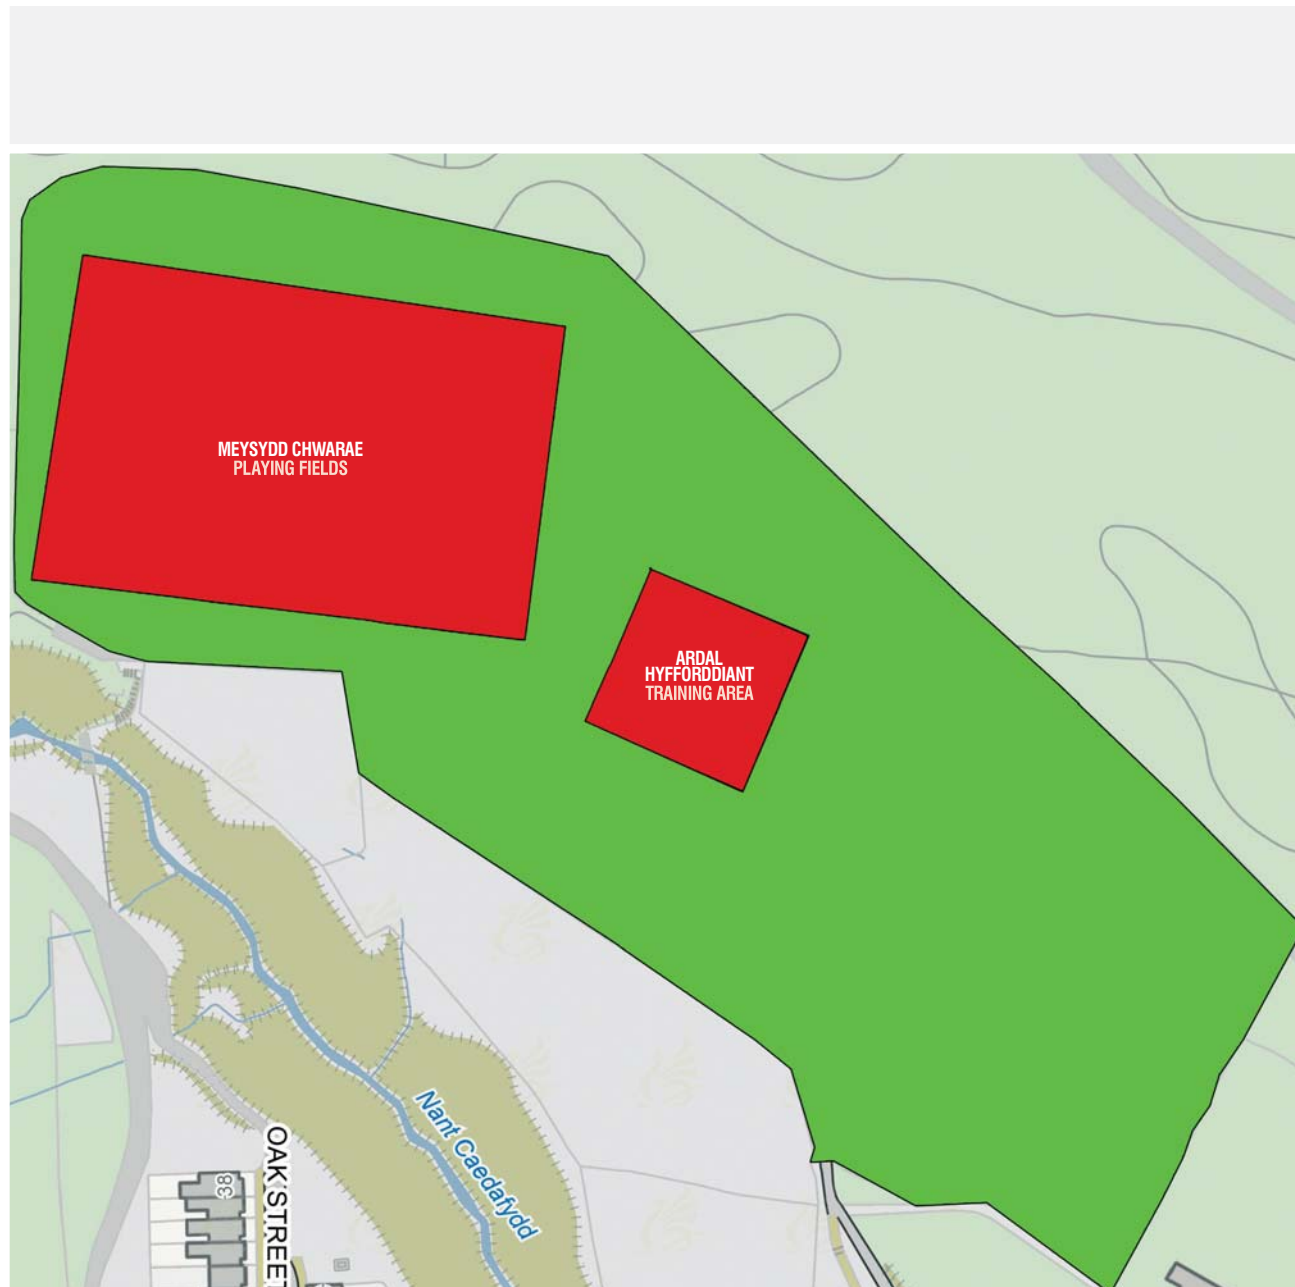 MEYSYDD CHWARAE
PLAYING FIELDS
ARDAL
HYFFORDDIANT
TRAINING AREA
Nant Caedafydd
OAK STREET
38